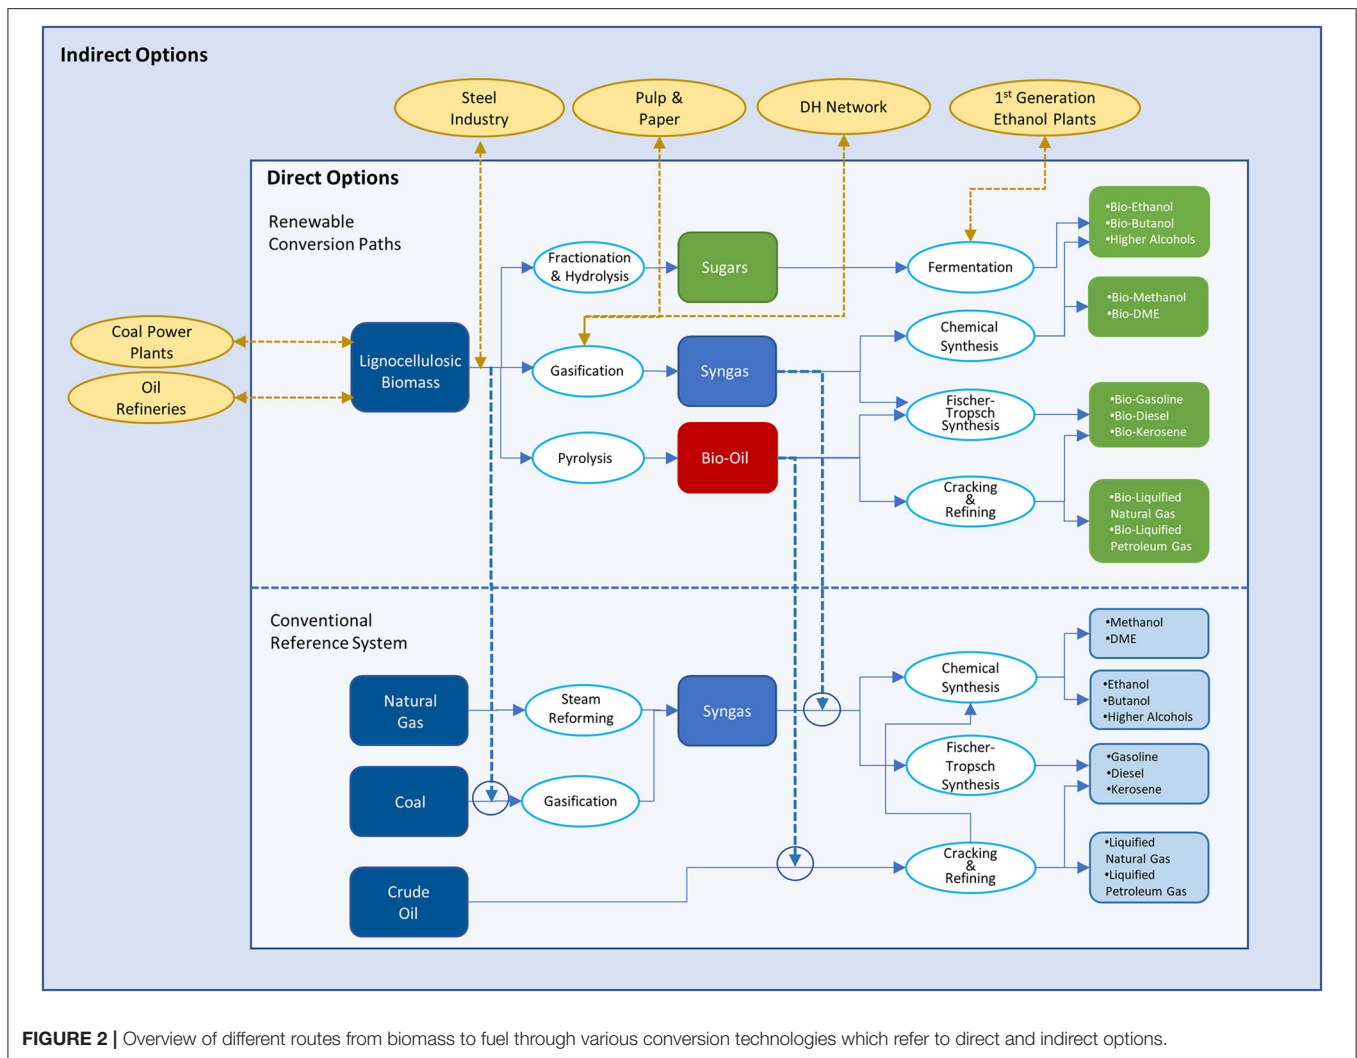 Indirect Options
Steel
Industry
Pulp &
Paper
DH Network
1st Generation
Ethanol Plants
Direct Options
Renewable
Conversion Paths
•Bio-Ethanol
•Bio-Butanol
•Higher Alcohols
Fractionation
& Hydrolysis
Sugars
Fermentation
•Bio-Methanol
•Bio-DME
Coal Power
Plants
Oil
Refineries
Lignocellulosic
Biomass
Gasification
Syngas
Chemical
Synthesis
Fischer-
Tropsch
Synthesis
•Bio-Gasoline
•Bio-Diesel
•Bio-Kerosene
Pyrolysis
Bio-Oil
Cracking
&
Refining
•Bio-Liquified
Natural Gas
•Bio-Liquified
Petroleum Gas
Conventional
Reference System
•Methanol
•DME
Natural
Gas
Steam
Reforming
Syngas
Chemical
Synthesis
•Ethanol
•Butanol
•Higher Alcohols
Coal
Gasification
Fischer-
Tropsch
Synthesis
•Gasoline
•Diesel
•Kerosene
Crude
Oil
Cracking
&
Refining
•Liquified
Natural Gas
•Liquified
Petroleum Gas
FIGURE 2 | Overview of different routes from biomass to fuel through various conversion technologies which refer to direct and indirect options.